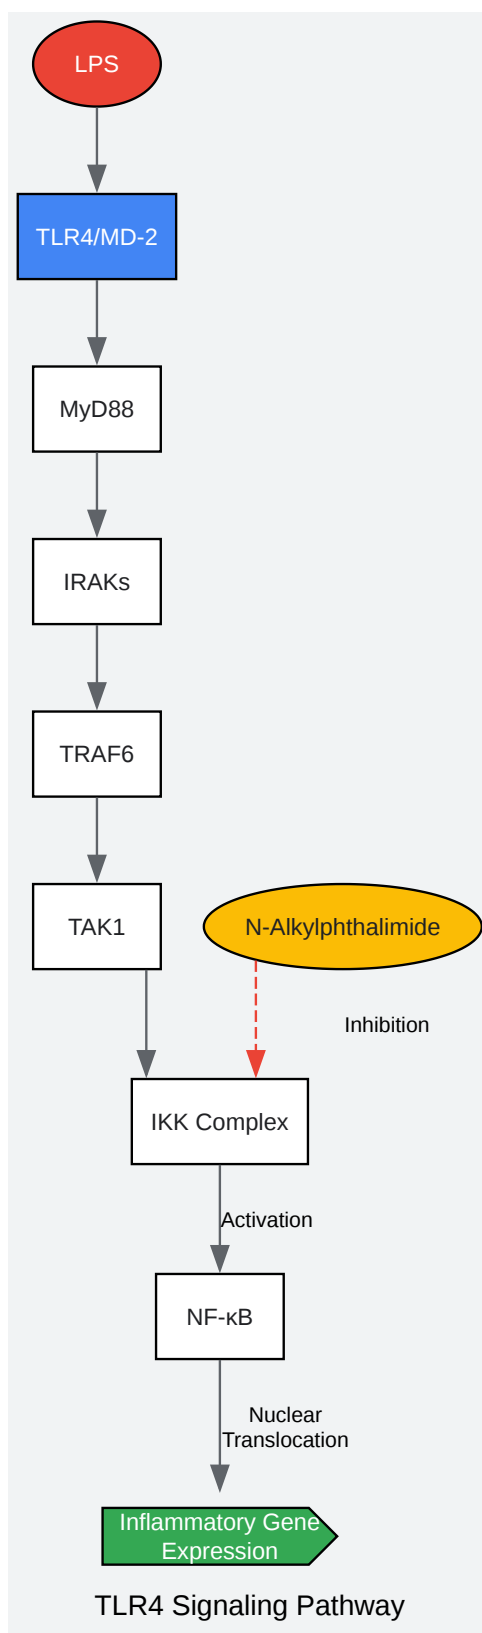 LPS
TLR4/MD-2
MyD88
IRAKs
TRAF6
TAK1
N-Alkylphthalimide
Inhibition
IKK Complex
Activation
NF-κB
Nuclear
Translocation
Inflammatory Gene
Expression
TLR4 Signaling Pathway